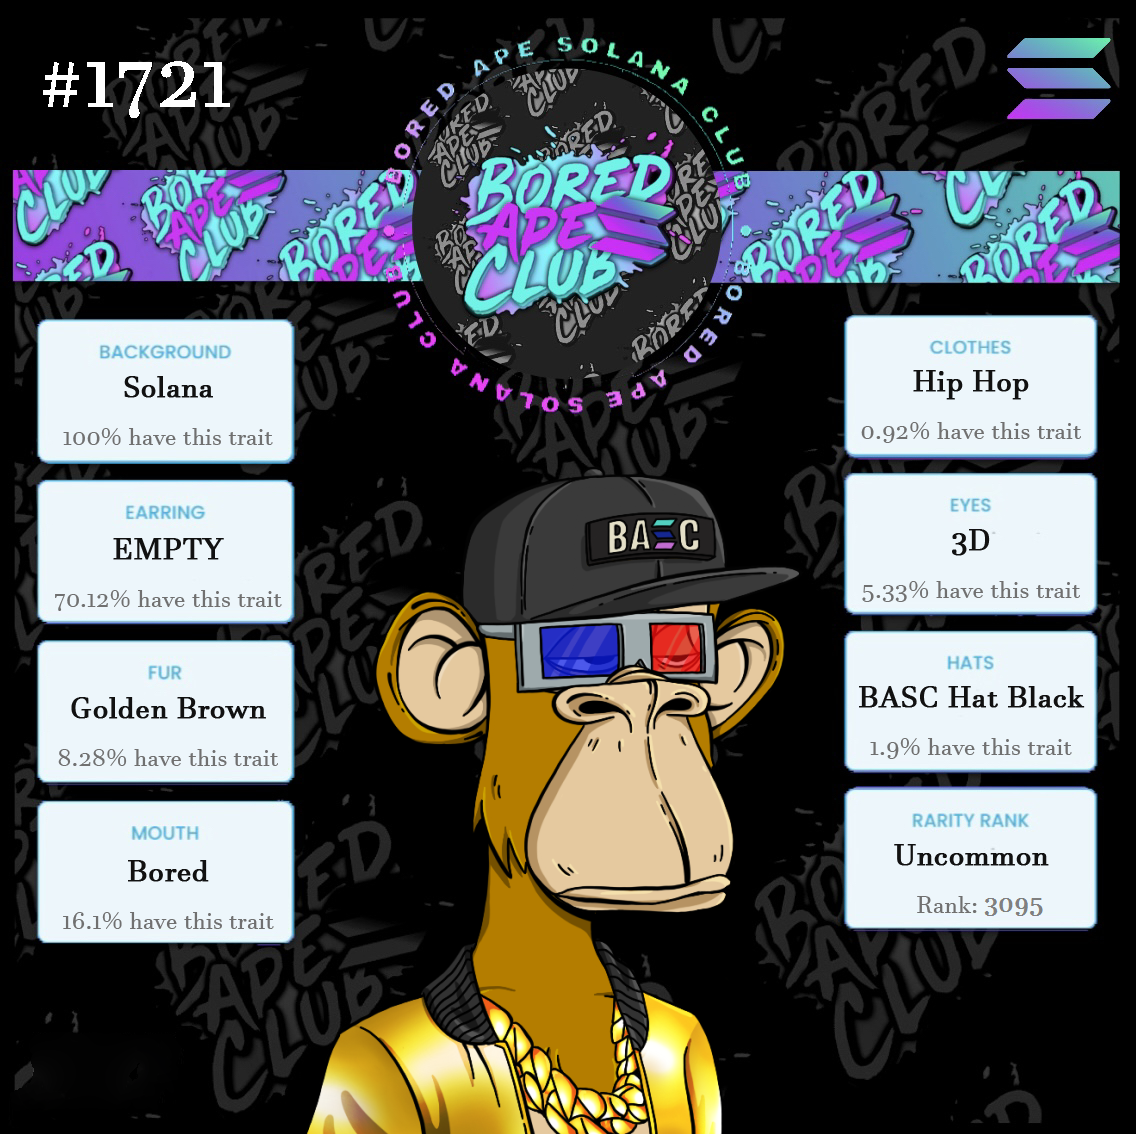 #1721
BORED APE SOLANA CLUB
BORED
APE
CLUB
BORED APE SOLANA CLUB
BACKGROUND
Solana
100% have this trait
EARRING
EMPTY
70.12% have this trait
FUR
Golden Brown
8.28% have this trait
MOUTH
Bored
16.1% have this trait
CLOTHES
Hip Hop
0.92% have this trait
EYES
3D
5.33% have this trait
HATS
BASC Hat Black
1.9% have this trait
RARITY RANK
Uncommon
Rank: 3095
BASC